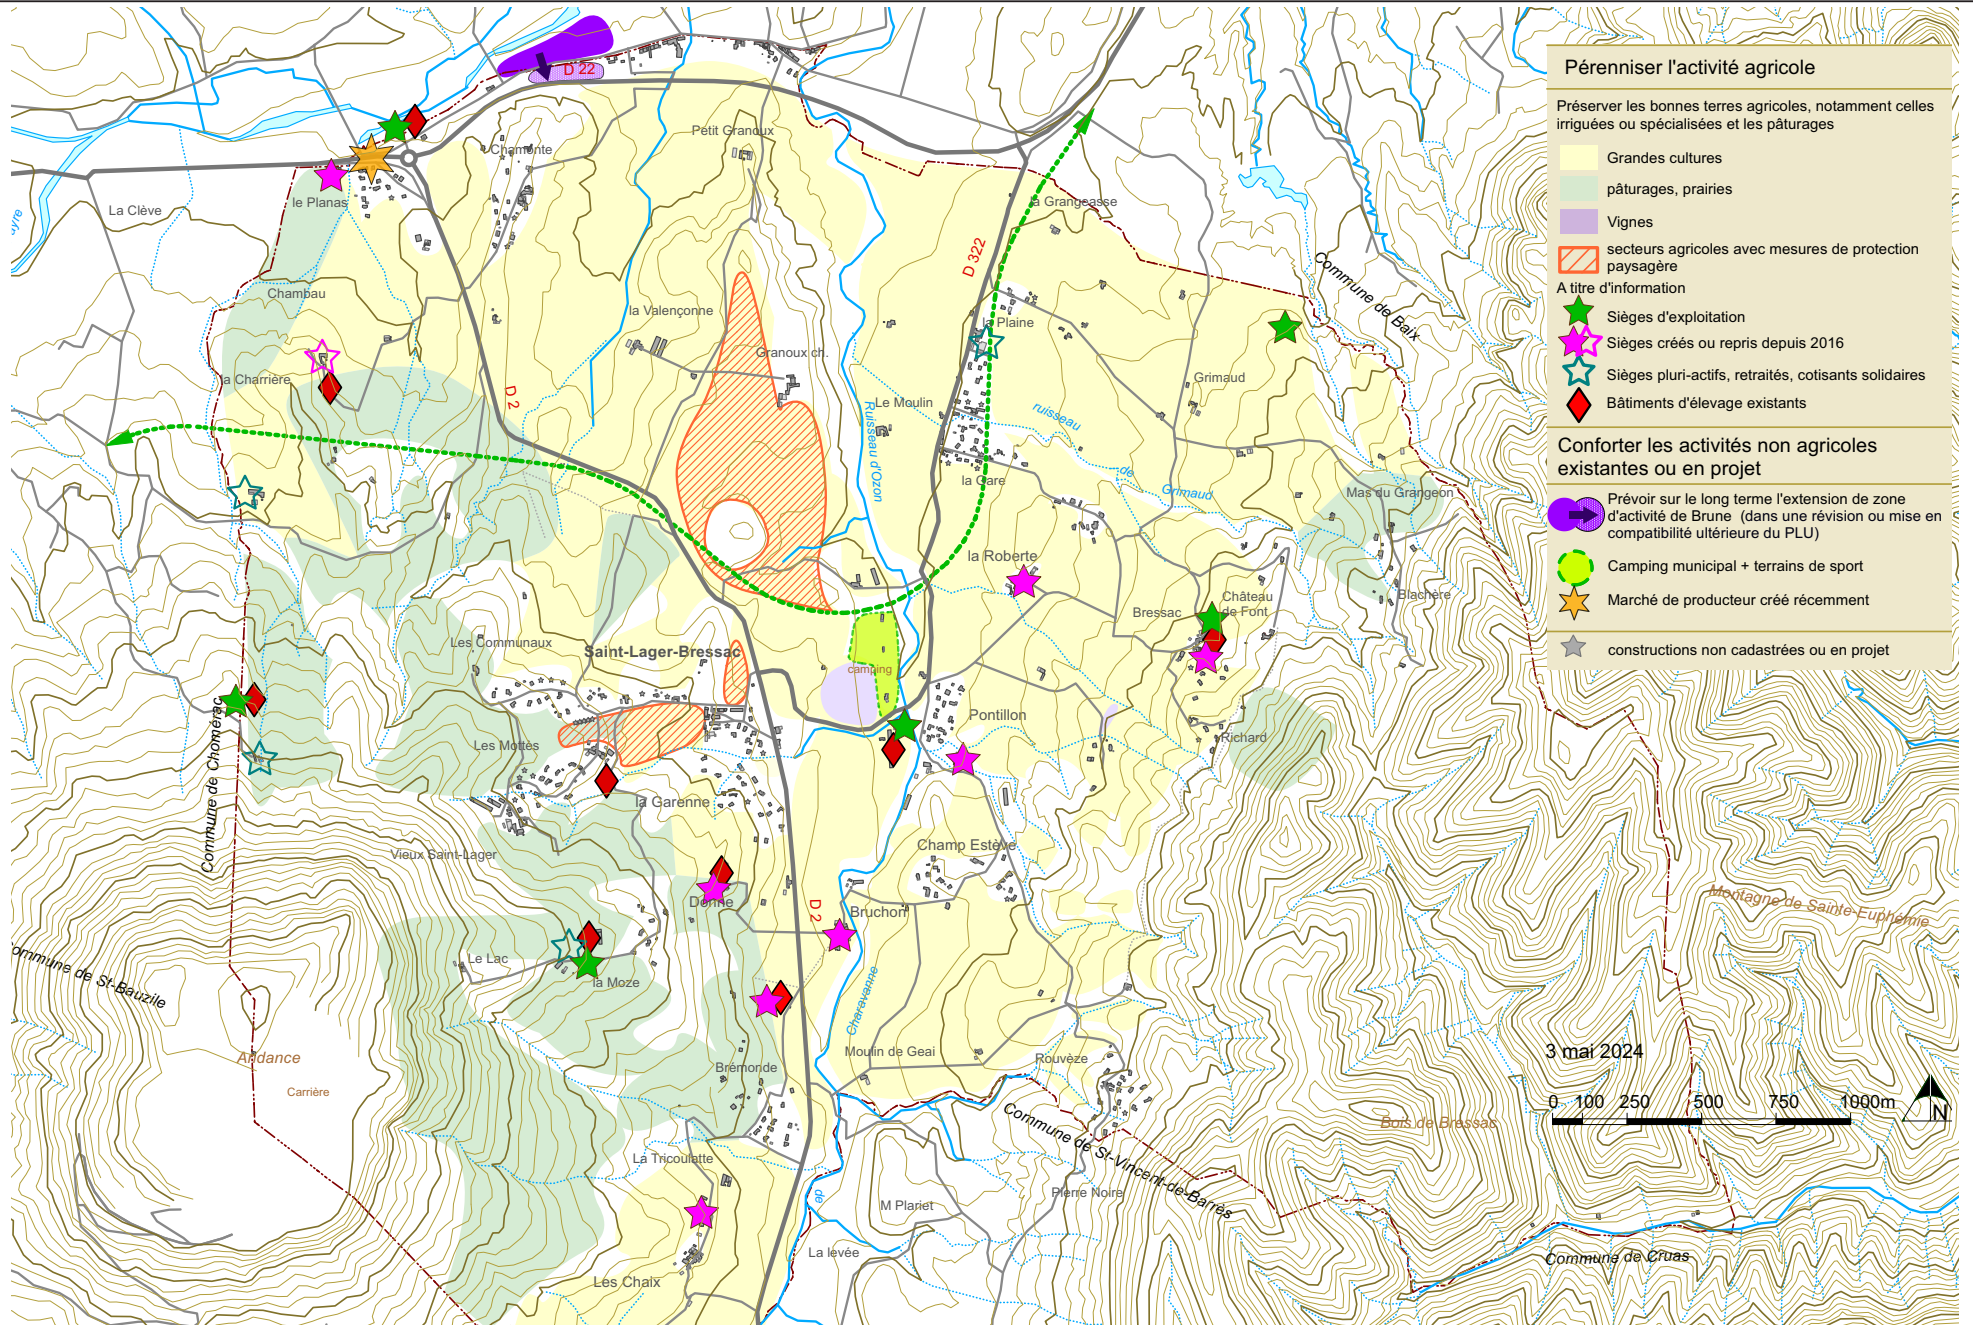 Pérenniser l'activité agricole
Préserver les bonnes terres agricoles, notamment celles
irriguées ou spécialisées et les pâturages
Grandes cultures
pâturages, prairies
Vignes
secteurs agricoles avec mesures de protection
paysagère
A titre d'information
Sièges d'exploitation
Sièges créés ou repris depuis 2016
Sièges pluri-actifs, retraités, cotisants solidaires
Bâtiments d'élevage existants
Conforter les activités non agricoles
existantes ou en projet
Prévoir sur le long terme l'extension de zone
d'activité de Brune (dans une révision ou mise en
compatibilité ultérieure du PLU)
Camping municipal + terrains de sport
Marché de producteur créé récemment
constructions non cadastrées ou en projet
D 22
Petit Granoux
Chamonte
le Planas
La Clève
la Grangeasse
D 322
Commune de Baix
Chambau
la Valençonne
la Plaine
Granoux ch.
la Charrière
D 2
Grimaud
Le Moulin
Ruisseau d'Ozon
ruisseau
de
Grimaud
la Gare
Mas du Grangeon
la Roberte
Château
de Font
Bressac
Blachère
Les Communaux
Saint-Lager-Bressac
camping
Commune de Chomérac
Pontillon
Richard
Les Mottes
la Garenne
Vieux Saint-Lager
Champ Estève
Donne
D 2
Bruchon
Montagne de Sainte-Euphémie
ommune de St-Bauzile
Le Lac
la Moze
Charavanne
Andance
Carrière
Moulin de Geai
Rouvèze
Brémonde
3 mai 2024
0 100 250 500 750 1000m
N
Commune de St-Vincent-de-Barrès
Bois de Bressac
La Tricoulatte
de
M Plariet
Pierre Noire
La levée
Les Chaix
Commune de Cruas